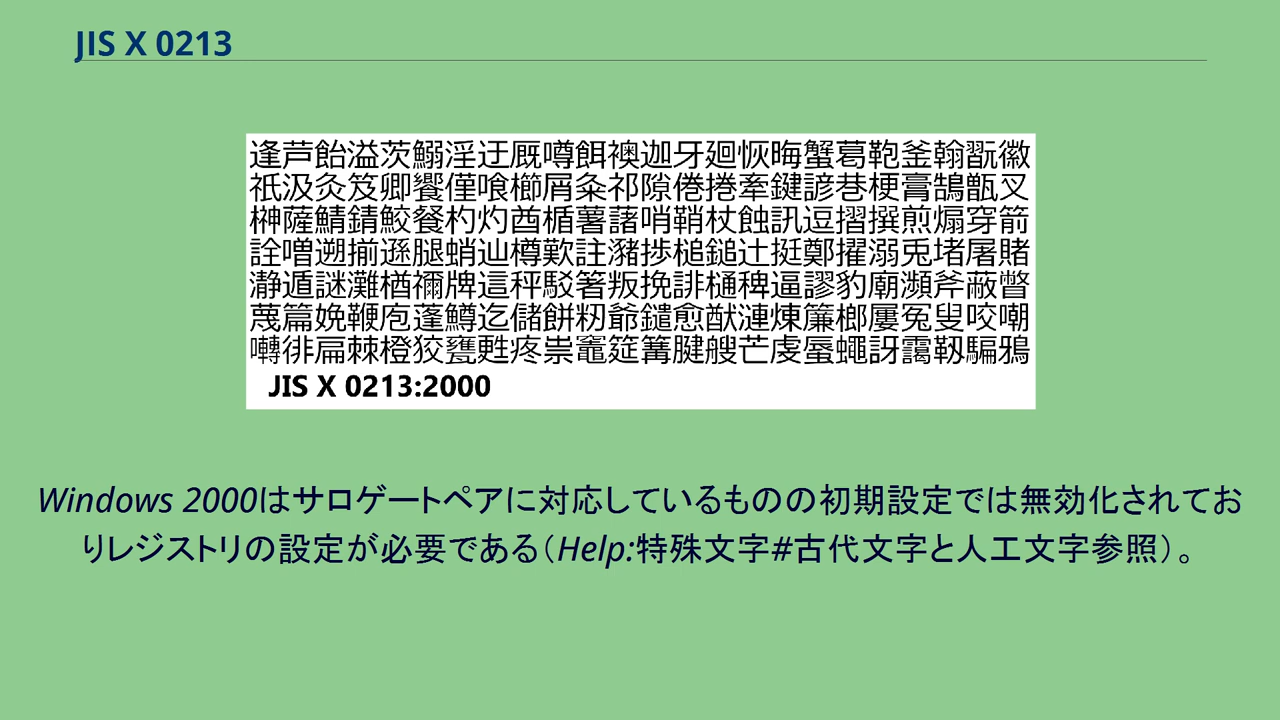 JIS X 0213
逢芦飴溢茨鰯淫迂厩噂餌襖迦牙廻恢晦蟹葛鞄釜翰翫徽
祇汲灸笈卿饗僅喰櫛屑粂祁隙倦捲牽鍵諺巷梗膏鵠甑叉
榊薩鯖錆鮫餐杓灼酋楯薯藷哨鞘杖蝕訊逗摺撰煎煽穿箭
詮噌遡揃遜腿蛸辿樽歎註瀦捗槌鎚辻挺鄭擢溺兎堵屠賭
瀞遁謎灘楢禰牌這秤駁箸叛挽誹樋稗逼謬豹廟瀕斧蔽瞥
蔑篇娩鞭庖蓬鱒迄儲餅籾爺鑓愈猷漣煉簾榔屢冤叟咬嘲
囀徘扁棘橙狡甕甦疼祟竈筵篝腱艘芒虔蜃蠅訝靄靱騙鴉
JIS X 0213:2000
Windows 2000はサロゲートペアに対応しているものの初期設定では無効化されてお
りレジストリの設定が必要である（Help:特殊文字#古代文字と人工文字参照）。